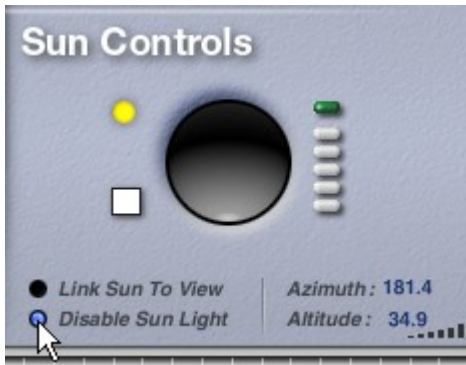 Sun Controls
Link Sun To View
Azimuth: 181.4
Disable Sun Light
Altitude: 34.9